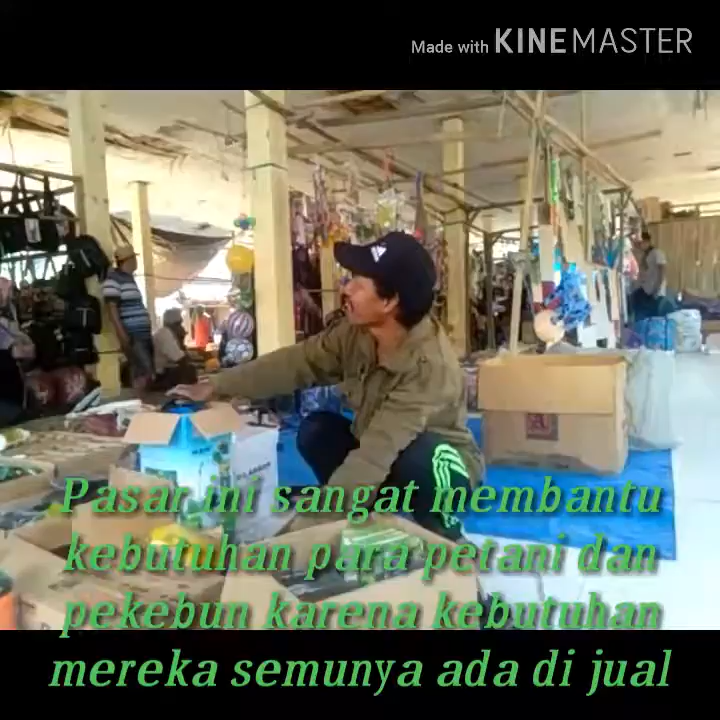 Made with KINEMASTER
Pasar ini sangat membantu
kebutuhan para petani dan
pekebun karena kebutuhan
mereka semunya ada di jual